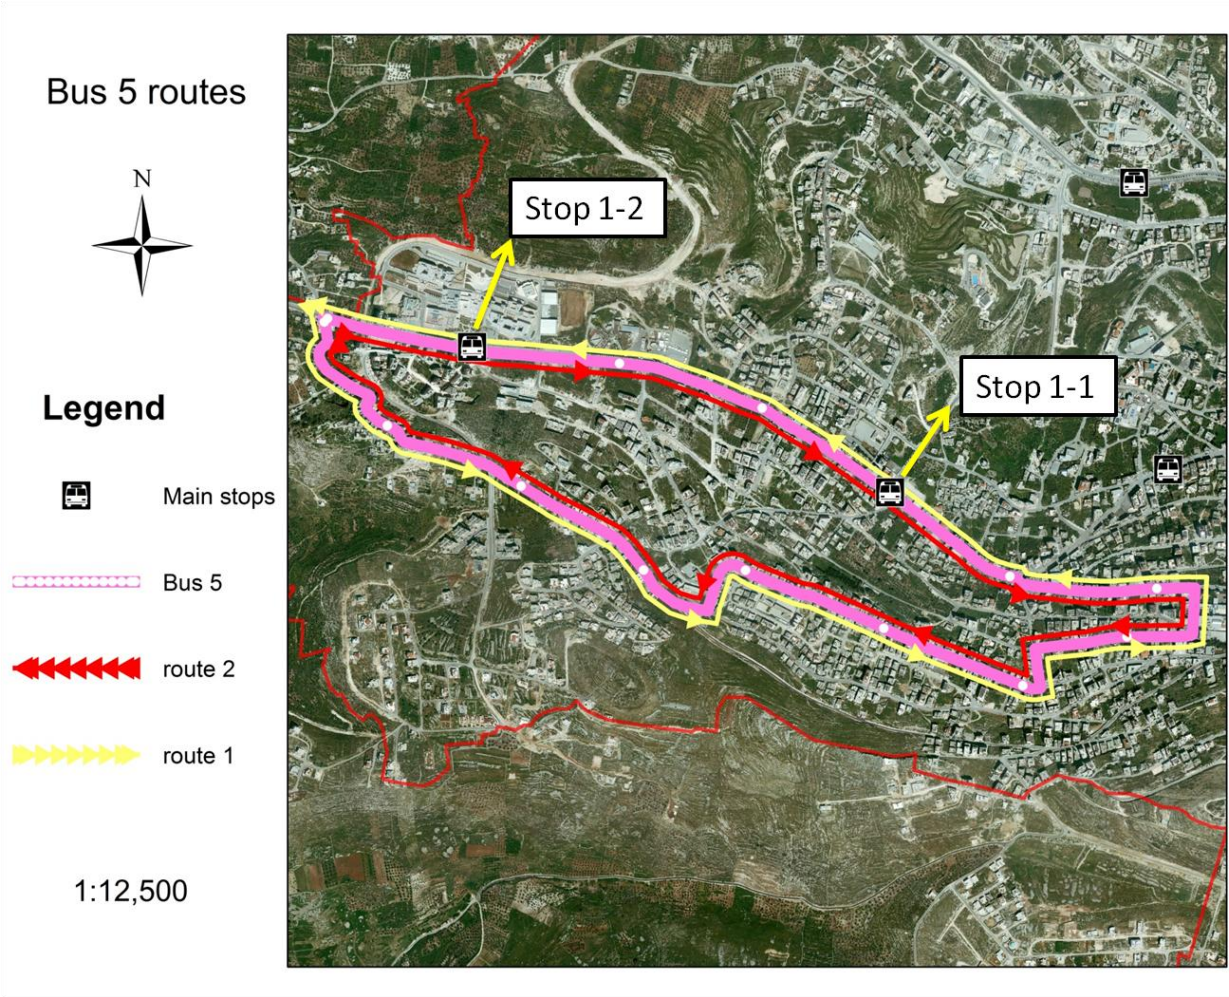 Bus 5 routes
N
Stop 1-2
Stop 1-1
Legend
Main stops
Bus 5
route 2
route 1
1:12,500